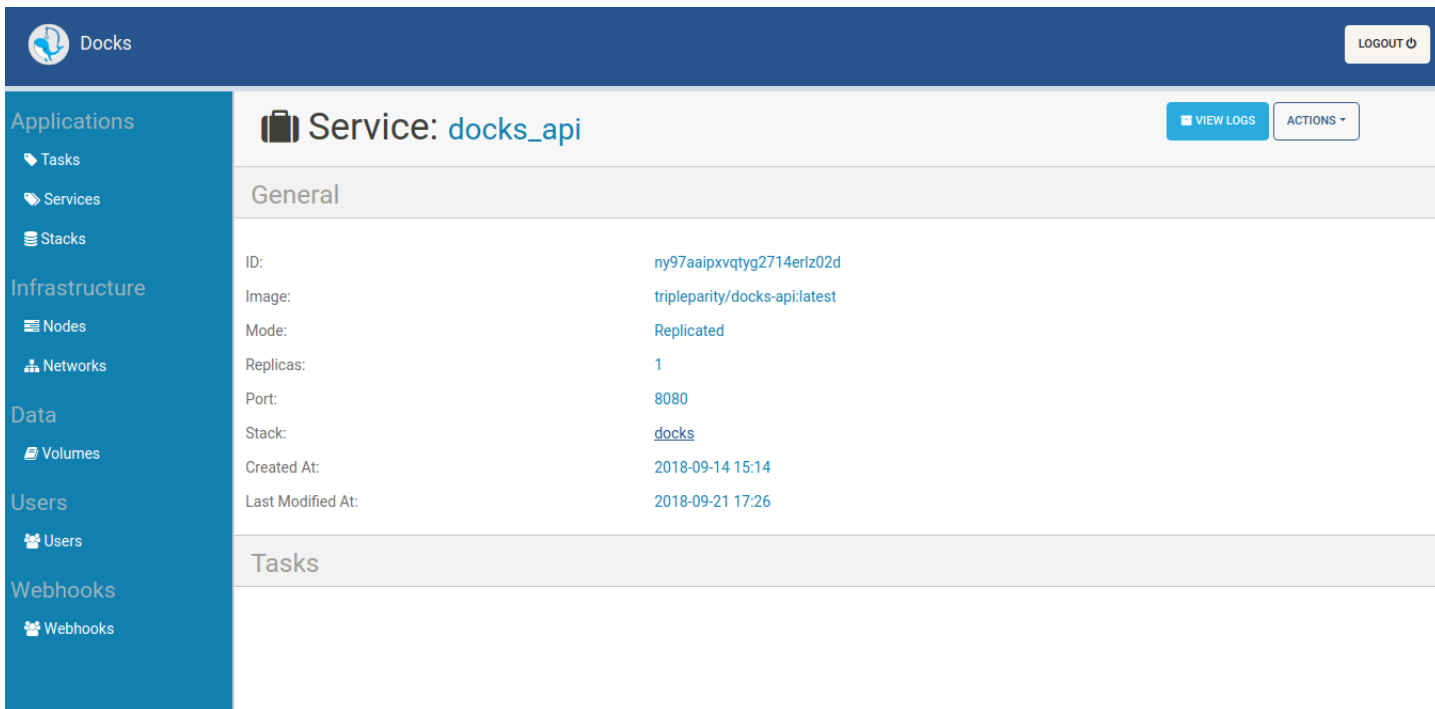 Docks
LOGOUT
Applications
Tasks
Services
Stacks
Infrastructure
Nodes
Networks
Data
Volumes
Users
Users
Webhooks
Webhooks
Service: docks_api
VIEW LOGS
ACTIONS
General
ID: ny97aaipxvqtyg2714erlz02d
Image: tripleparity/docks-api:latest
Mode: Replicated
Replicas: 1
Port: 8080
Stack: docks
Created At: 2018-09-14 15:14
Last Modified At: 2018-09-21 17:26
Tasks